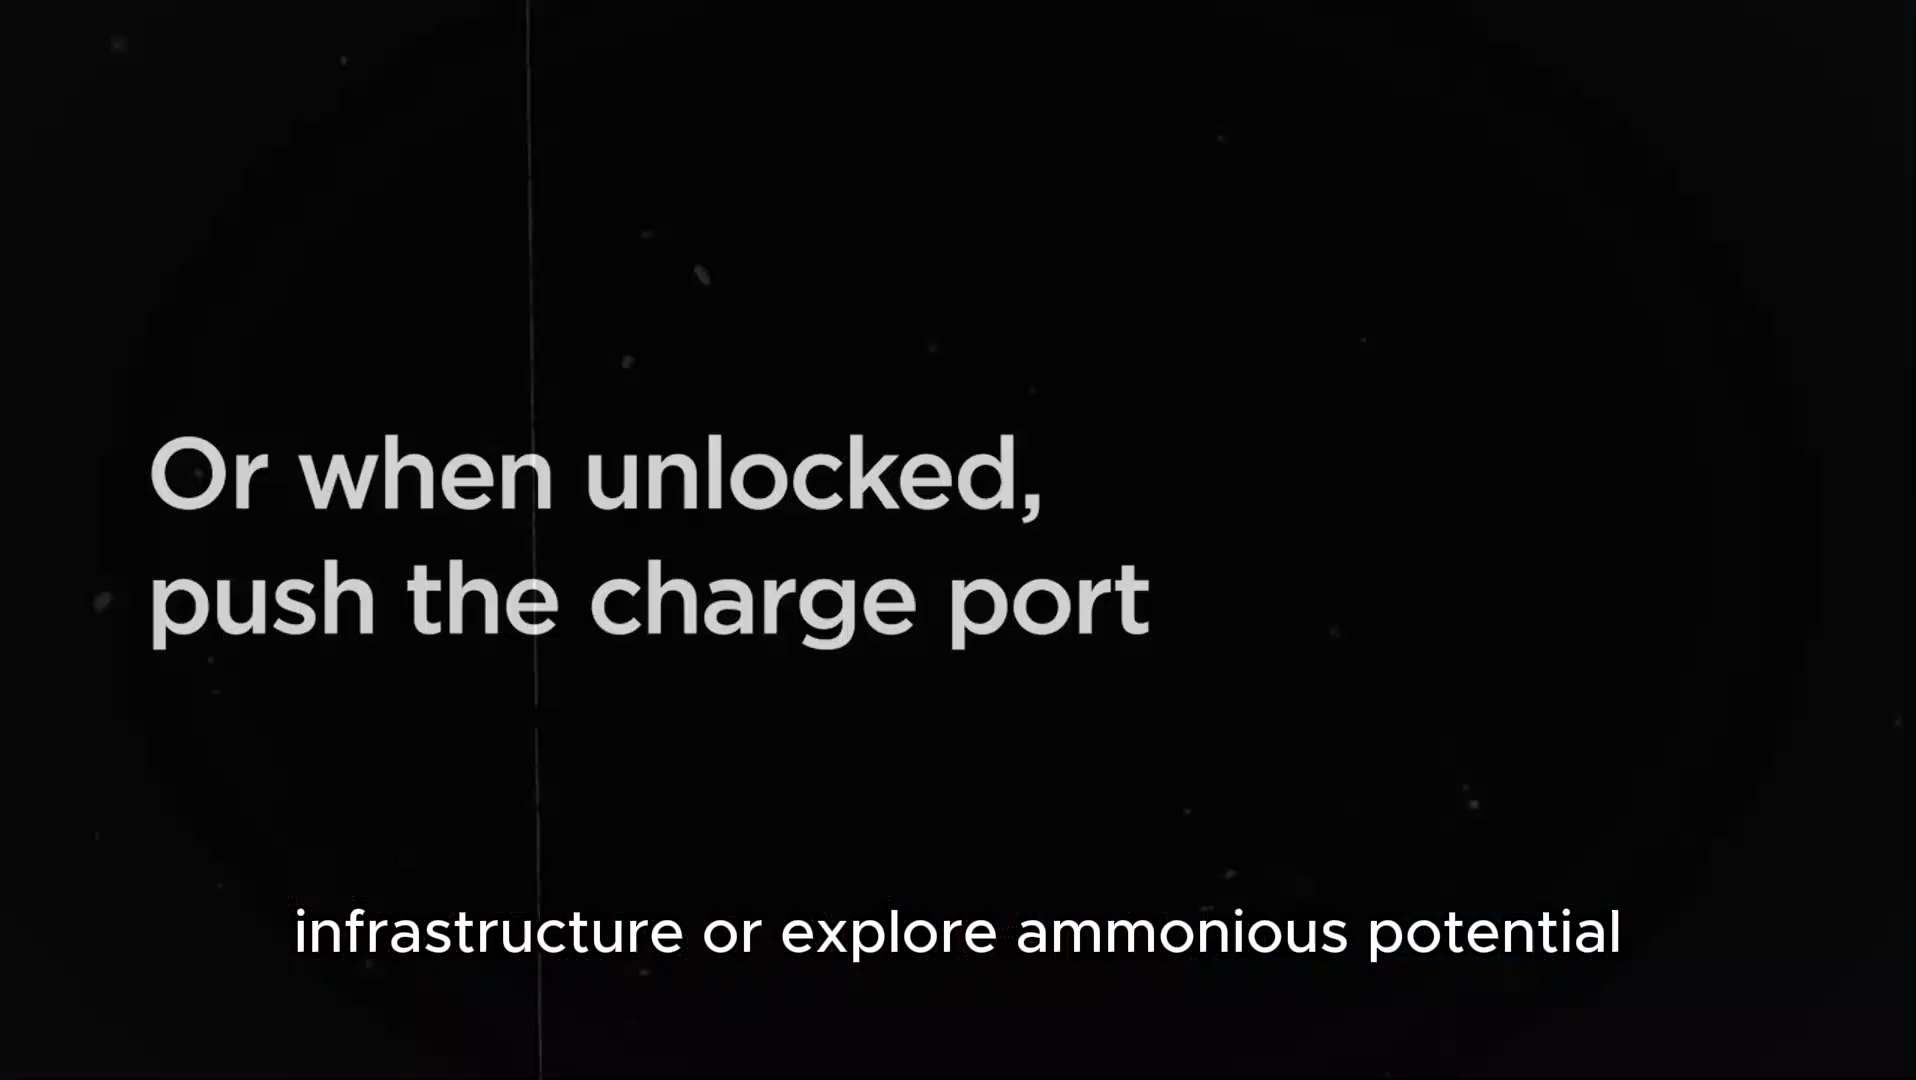 Or when unlocked,
push the charge port
infrastructure or explore ammonious potential